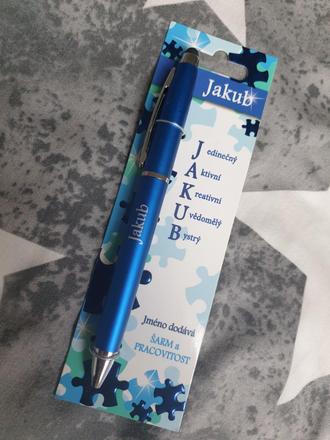 Jakub
Jedinečný
Aktivní
Kreativní
Uvědomělý
Bystrý
Jakub
Jméno dodává
ŠARM a
PRACOVITOST